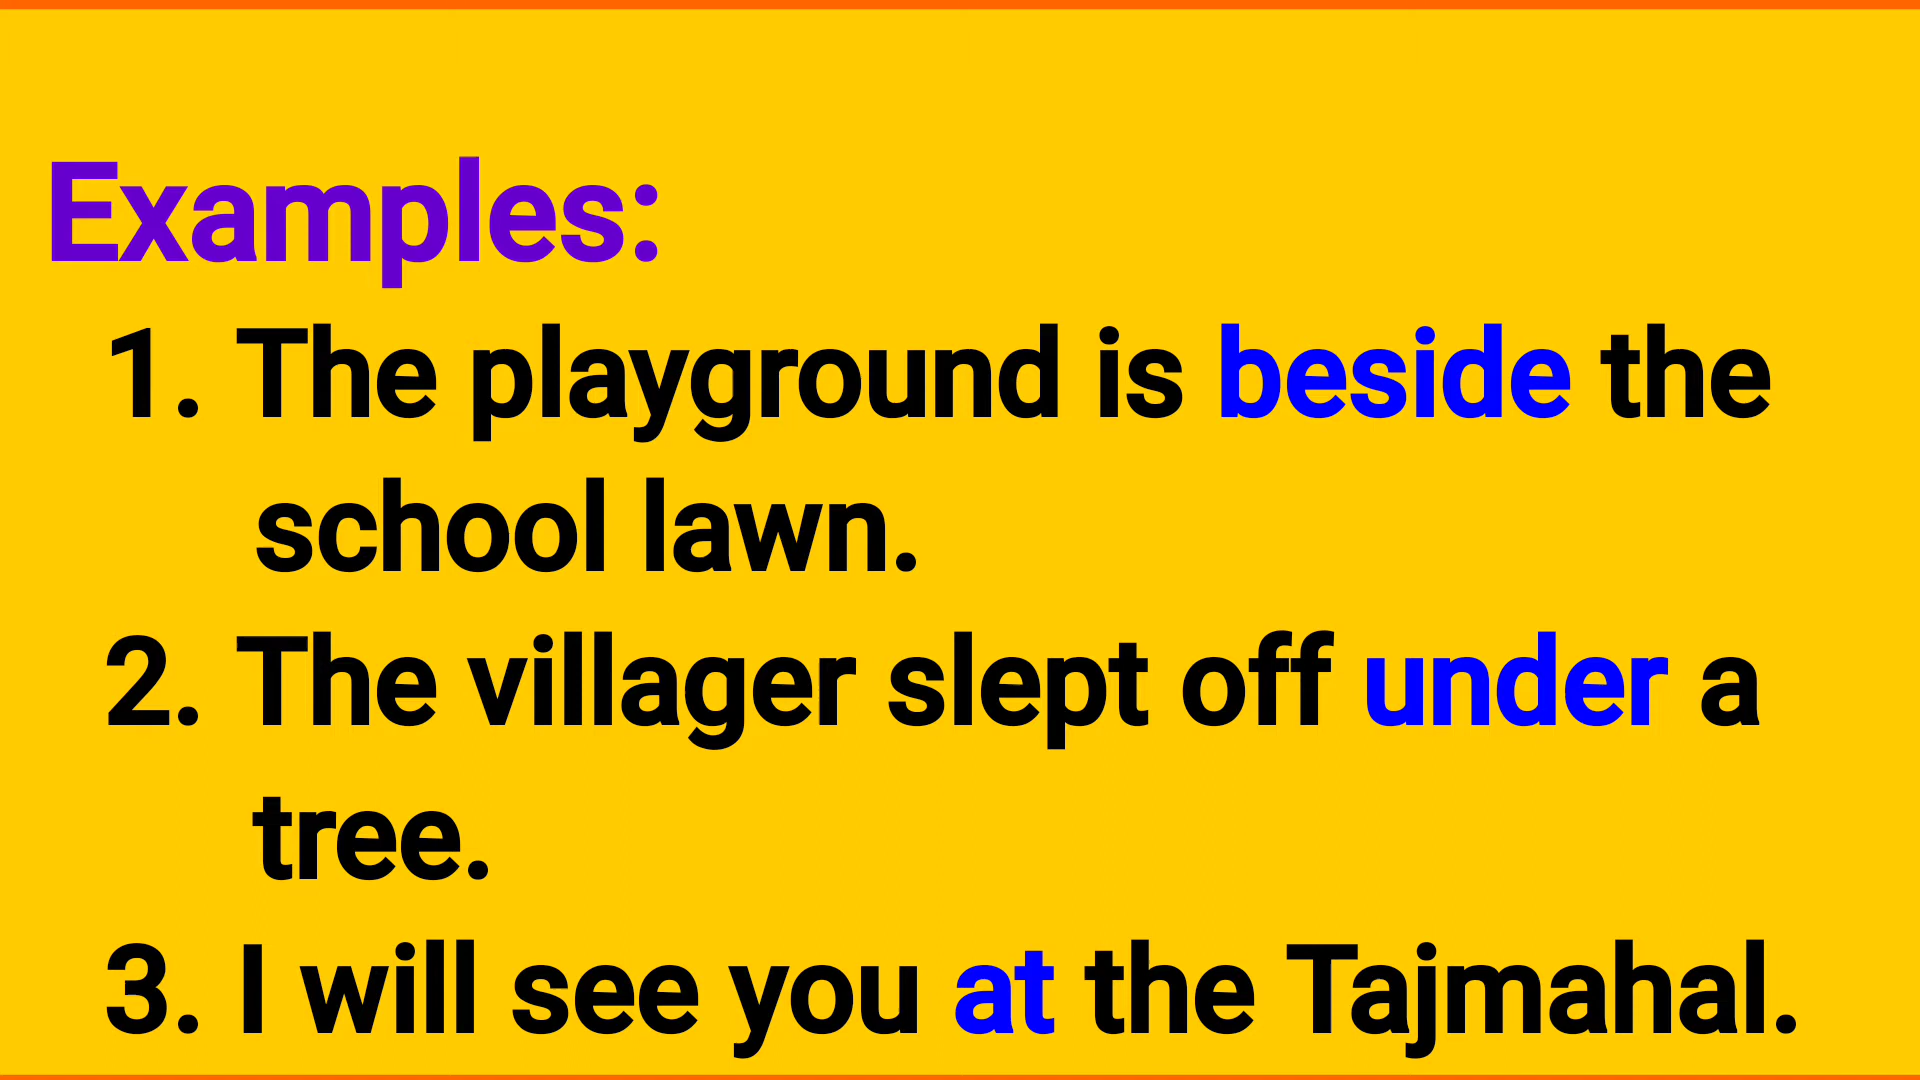 Examples:
1. The playground is beside the
school lawn.
2. The villager slept off under a
tree.
3. I will see you at the Tajmahal.